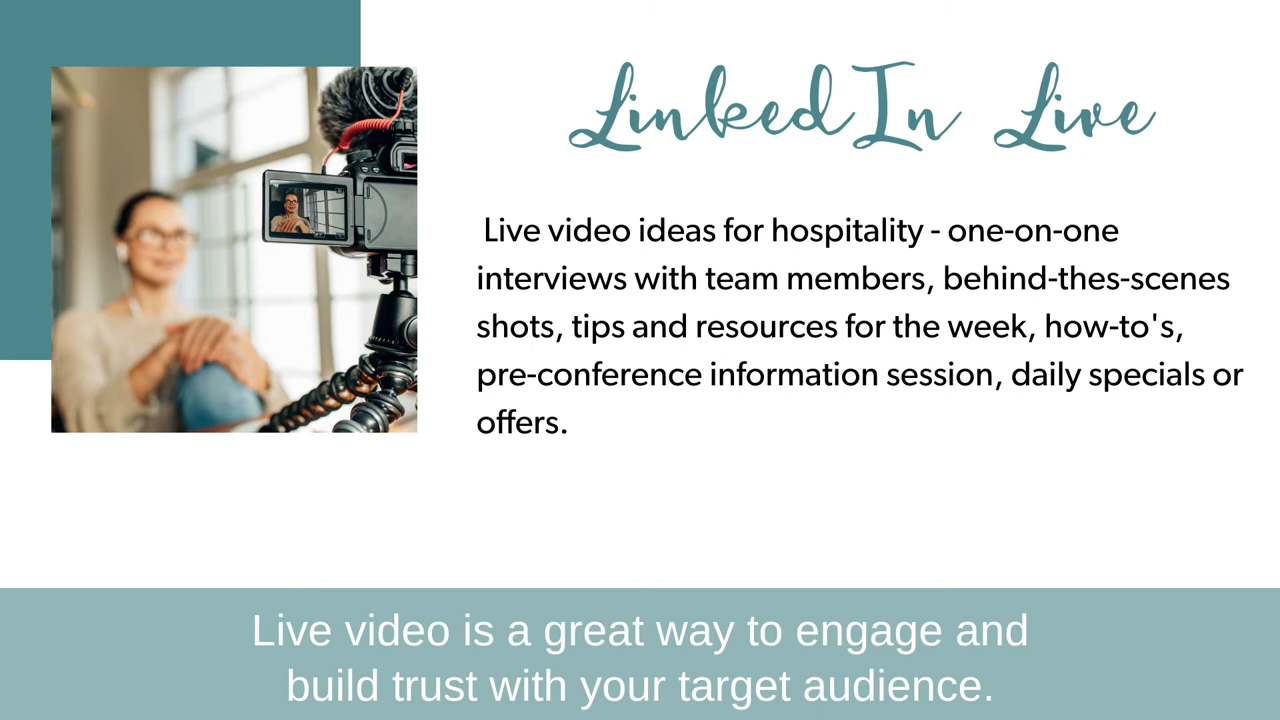 LinkedIn Live
Live video ideas for hospitality - one-on-one
interviews with team members, behind-thes-scenes
shots, tips and resources for the week, how-to's,
pre-conference information session, daily specials or
offers.
Live video is a great way to engage and
build trust with your target audience.